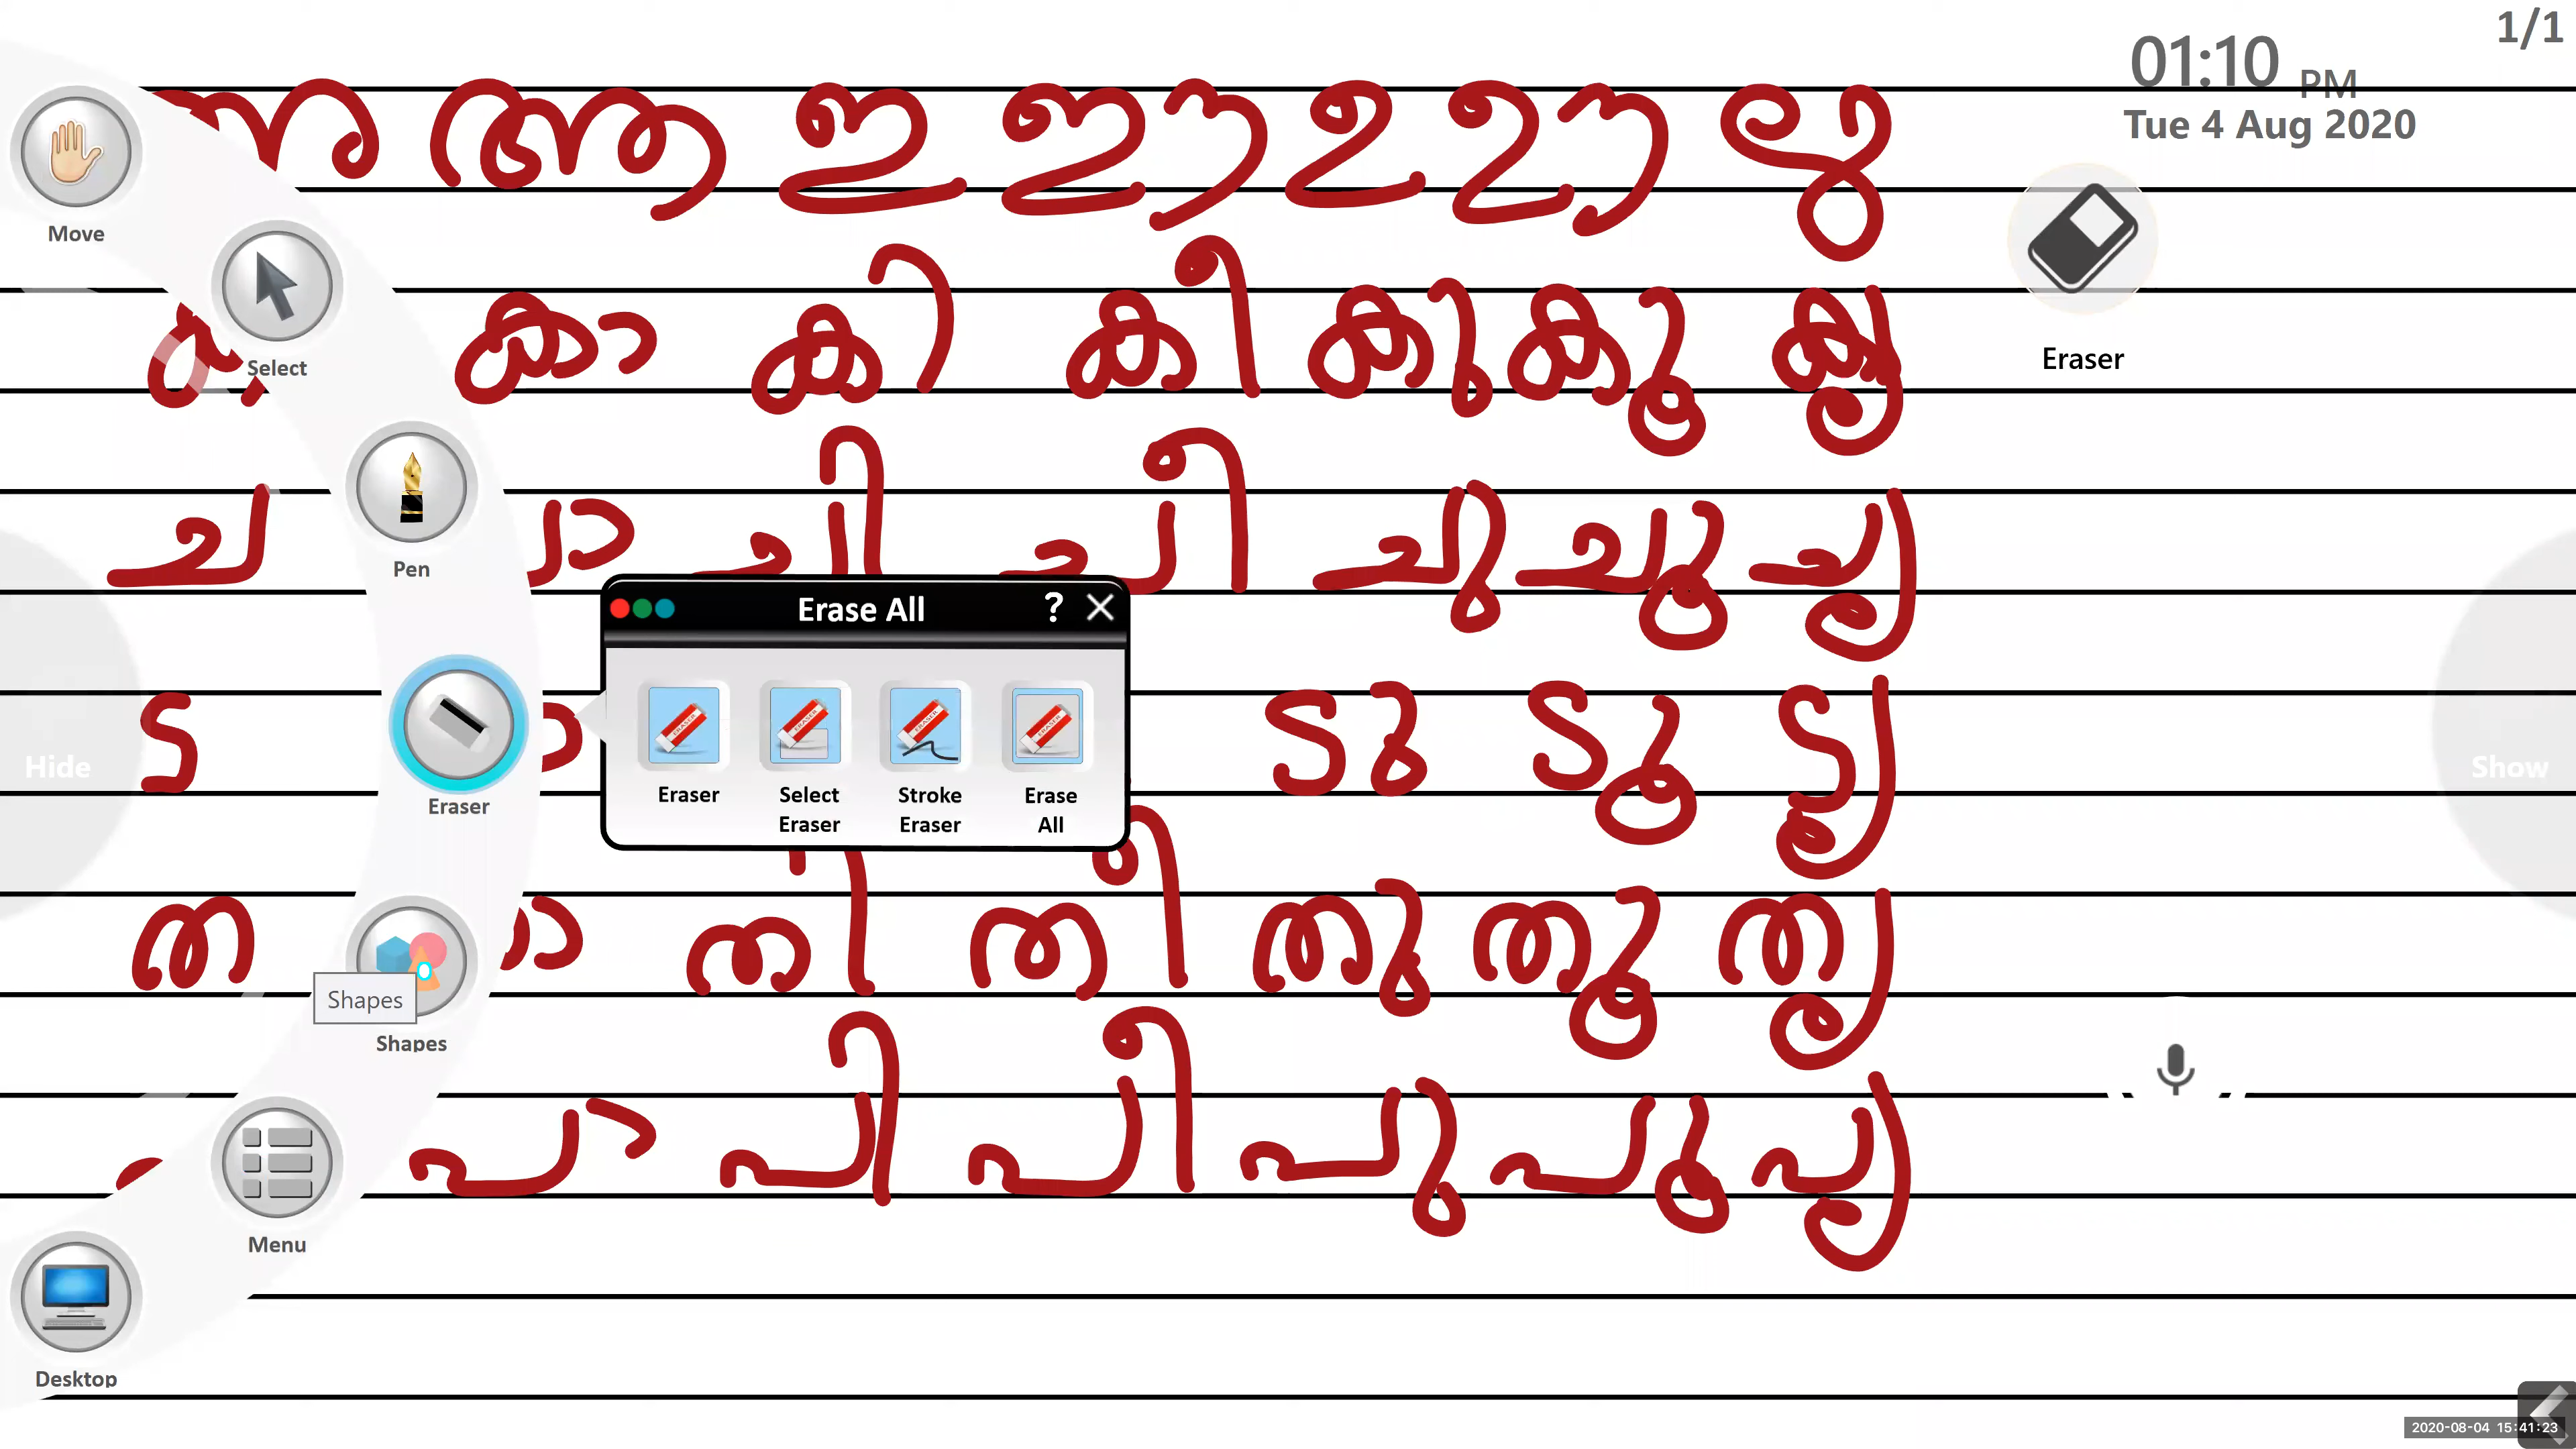 1/1
01:10 PM
Tue 4 Aug 2020
ആ ഇ ഈ ഉ ഊ ഋ
Move
Eraser
Select
കാ കി കീ കു കൂ കൃ
Pen
ച ചി ചീ ചു ചൂ ചൃ
Erase All ?
Hide
ട ടു ടൂ ടൃ
Show
Eraser
Eraser
Select Eraser
Stroke Eraser
Erase All
ത തി തീ തു തൂ തൃ
Shapes
Shapes
പാ പി പീ പു പൂ പൃ
Menu
Desktop
2020-08-04 15:41:23